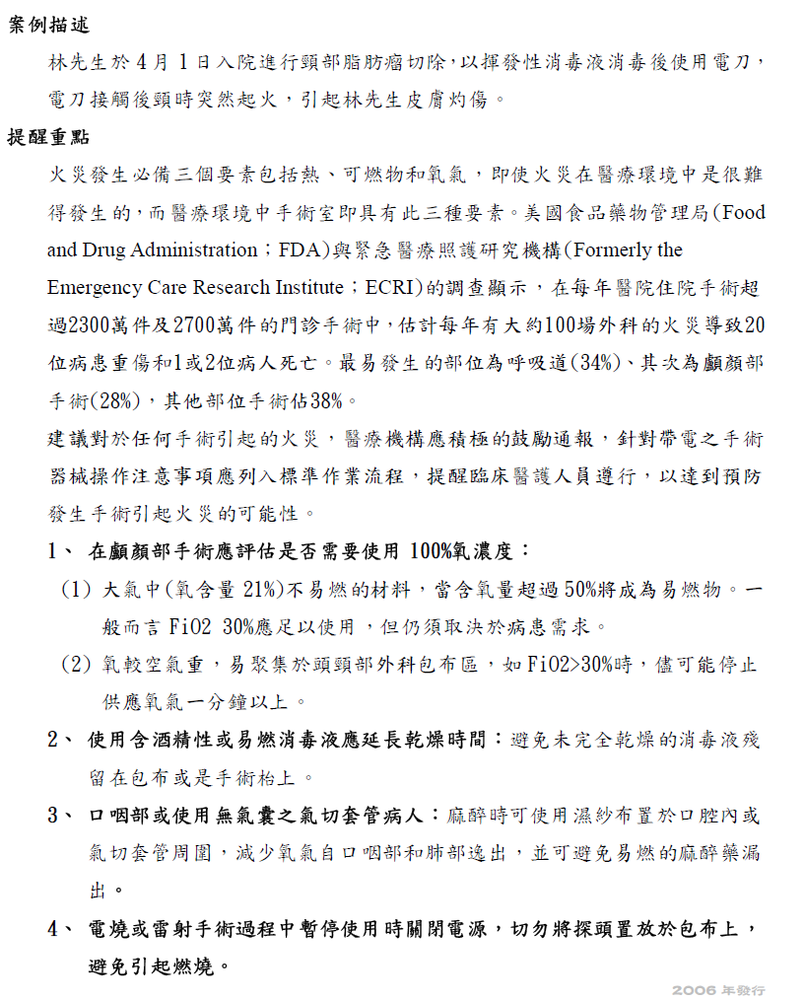 案例描述
林先生於 4 月 1 日入院進行頸部脂肪瘤切除，以揮發性消毒液消毒後使用電刀，
電刀接觸後頸時突然起火，引起林先生皮膚灼傷。
提醒重點
火災發生必備三個要素包括熱、可燃物和氧氣，即使火災在醫療環境中是很難
得發生的，而醫療環境中手術室即具有此三種要素。美國食品藥物管理局(Food
and Drug Administration；FDA)與緊急醫療照護研究機構(Formerly the
Emergency Care Research Institute；ECRI)的調查顯示，在每年醫院住院手術超
過2300萬件及2700萬件的門診手術中，估計每年有大約100場外科的火災導致20
位病患重傷和1或2位病人死亡。最易發生的部位為呼吸道(34%)、其次為顱顏部
手術(28%)，其他部位手術佔38%。
建議對於任何手術引起的火災，醫療機構應積極的鼓勵通報，針對帶電之手術
器械操作注意事項應列入標準作業流程，提醒臨床醫護人員遵行，以達到預防
發生手術引起火災的可能性。
1、 在顱顏部手術應評估是否需要使用 100%氧濃度：
(1) 大氣中(氧含量 21%)不易燃的材料，當含氧量超過 50%將成為易燃物。一
般而言 FiO2 30%應足以使用，但仍須取決於病患需求。
(2) 氧較空氣重，易聚集於頭頸部外科包布區，如 FiO2>30%時，儘可能停止
供應氧氣一分鐘以上。
2、 使用含酒精性或易燃消毒液應延長乾燥時間：避免未完全乾燥的消毒液殘
留在包布或是手術枱上。
3、 口咽部或使用無氣囊之氣切套管病人：麻醉時可使用濕紗布置於口腔內或
氣切套管周圍，減少氧氣自口咽部和肺部逸出，並可避免易燃的麻醉藥漏
出。
4、 電燒或雷射手術過程中暫停使用時關閉電源，切勿將探頭置放於包布上，
避免引起燃燒。
2006 年發行